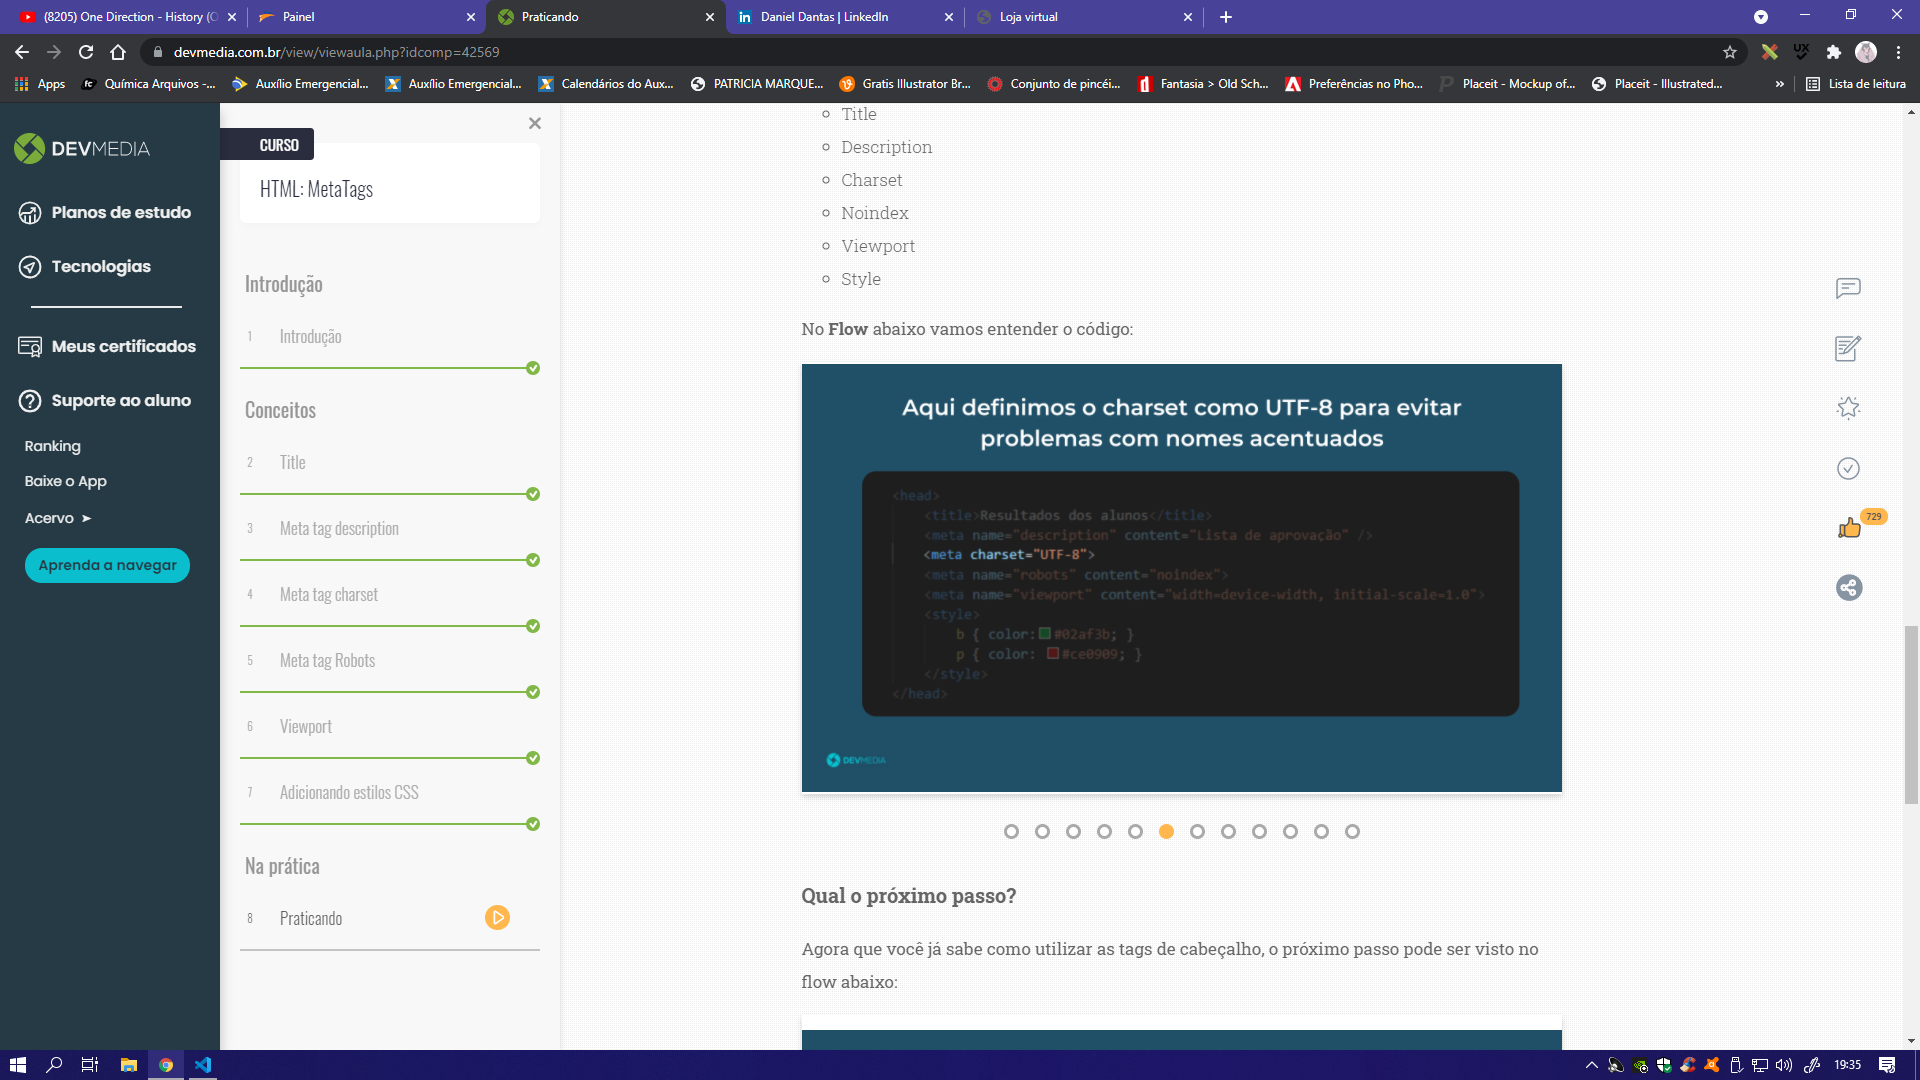 (8205) One Direction - History (O
Painel
Praticando
Daniel Dantas | LinkedIn
Loja virtual
devmedia.com.br/view/viewaula.php?idcomp=42569
Apps
Química Arquivos -...
Auxílio Emergencial...
Auxílio Emergencial...
Calendários do Aux...
PATRICIA MARQUE...
Gratis Illustrator Br...
Conjunto de pincéi...
Fantasia > Old Sch...
Preferências no Pho...
Placeit - Mockup of...
Placeit - Illustrated...
»
Lista de leitura
DEVMEDIA
Planos de estudo
Tecnologias
Meus certificados
Suporte ao aluno
Ranking
Baixe o App
Acervo ➤
Aprenda a navegar
CURSO
HTML: MetaTags
Introdução
1 Introdução
Conceitos
2 Title
3 Meta tag description
4 Meta tag charset
5 Meta tag Robots
6 Viewport
7 Adicionando estilos CSS
Na prática
8 Praticando
Title
Description
Charset
Noindex
Viewport
Style
No Flow abaixo vamos entender o código:
Aqui definimos o charset como UTF-8 para evitar
problemas com nomes acentuados
<head>
<title>Resultados dos alunos</title>
<meta name="description" content="Lista de aprovação" />
<meta charset="UTF-8">
<meta name="robots" content="noindex">
<meta name="viewport" content="width=device-width, initial-scale=1.0">
<style>
b { color: #02af3b; }
p { color: #ce0909; }
</style>
</head>
DEVMEDIA
Qual o próximo passo?
Agora que você já sabe como utilizar as tags de cabeçalho, o próximo passo pode ser visto no
flow abaixo:
729
19:35